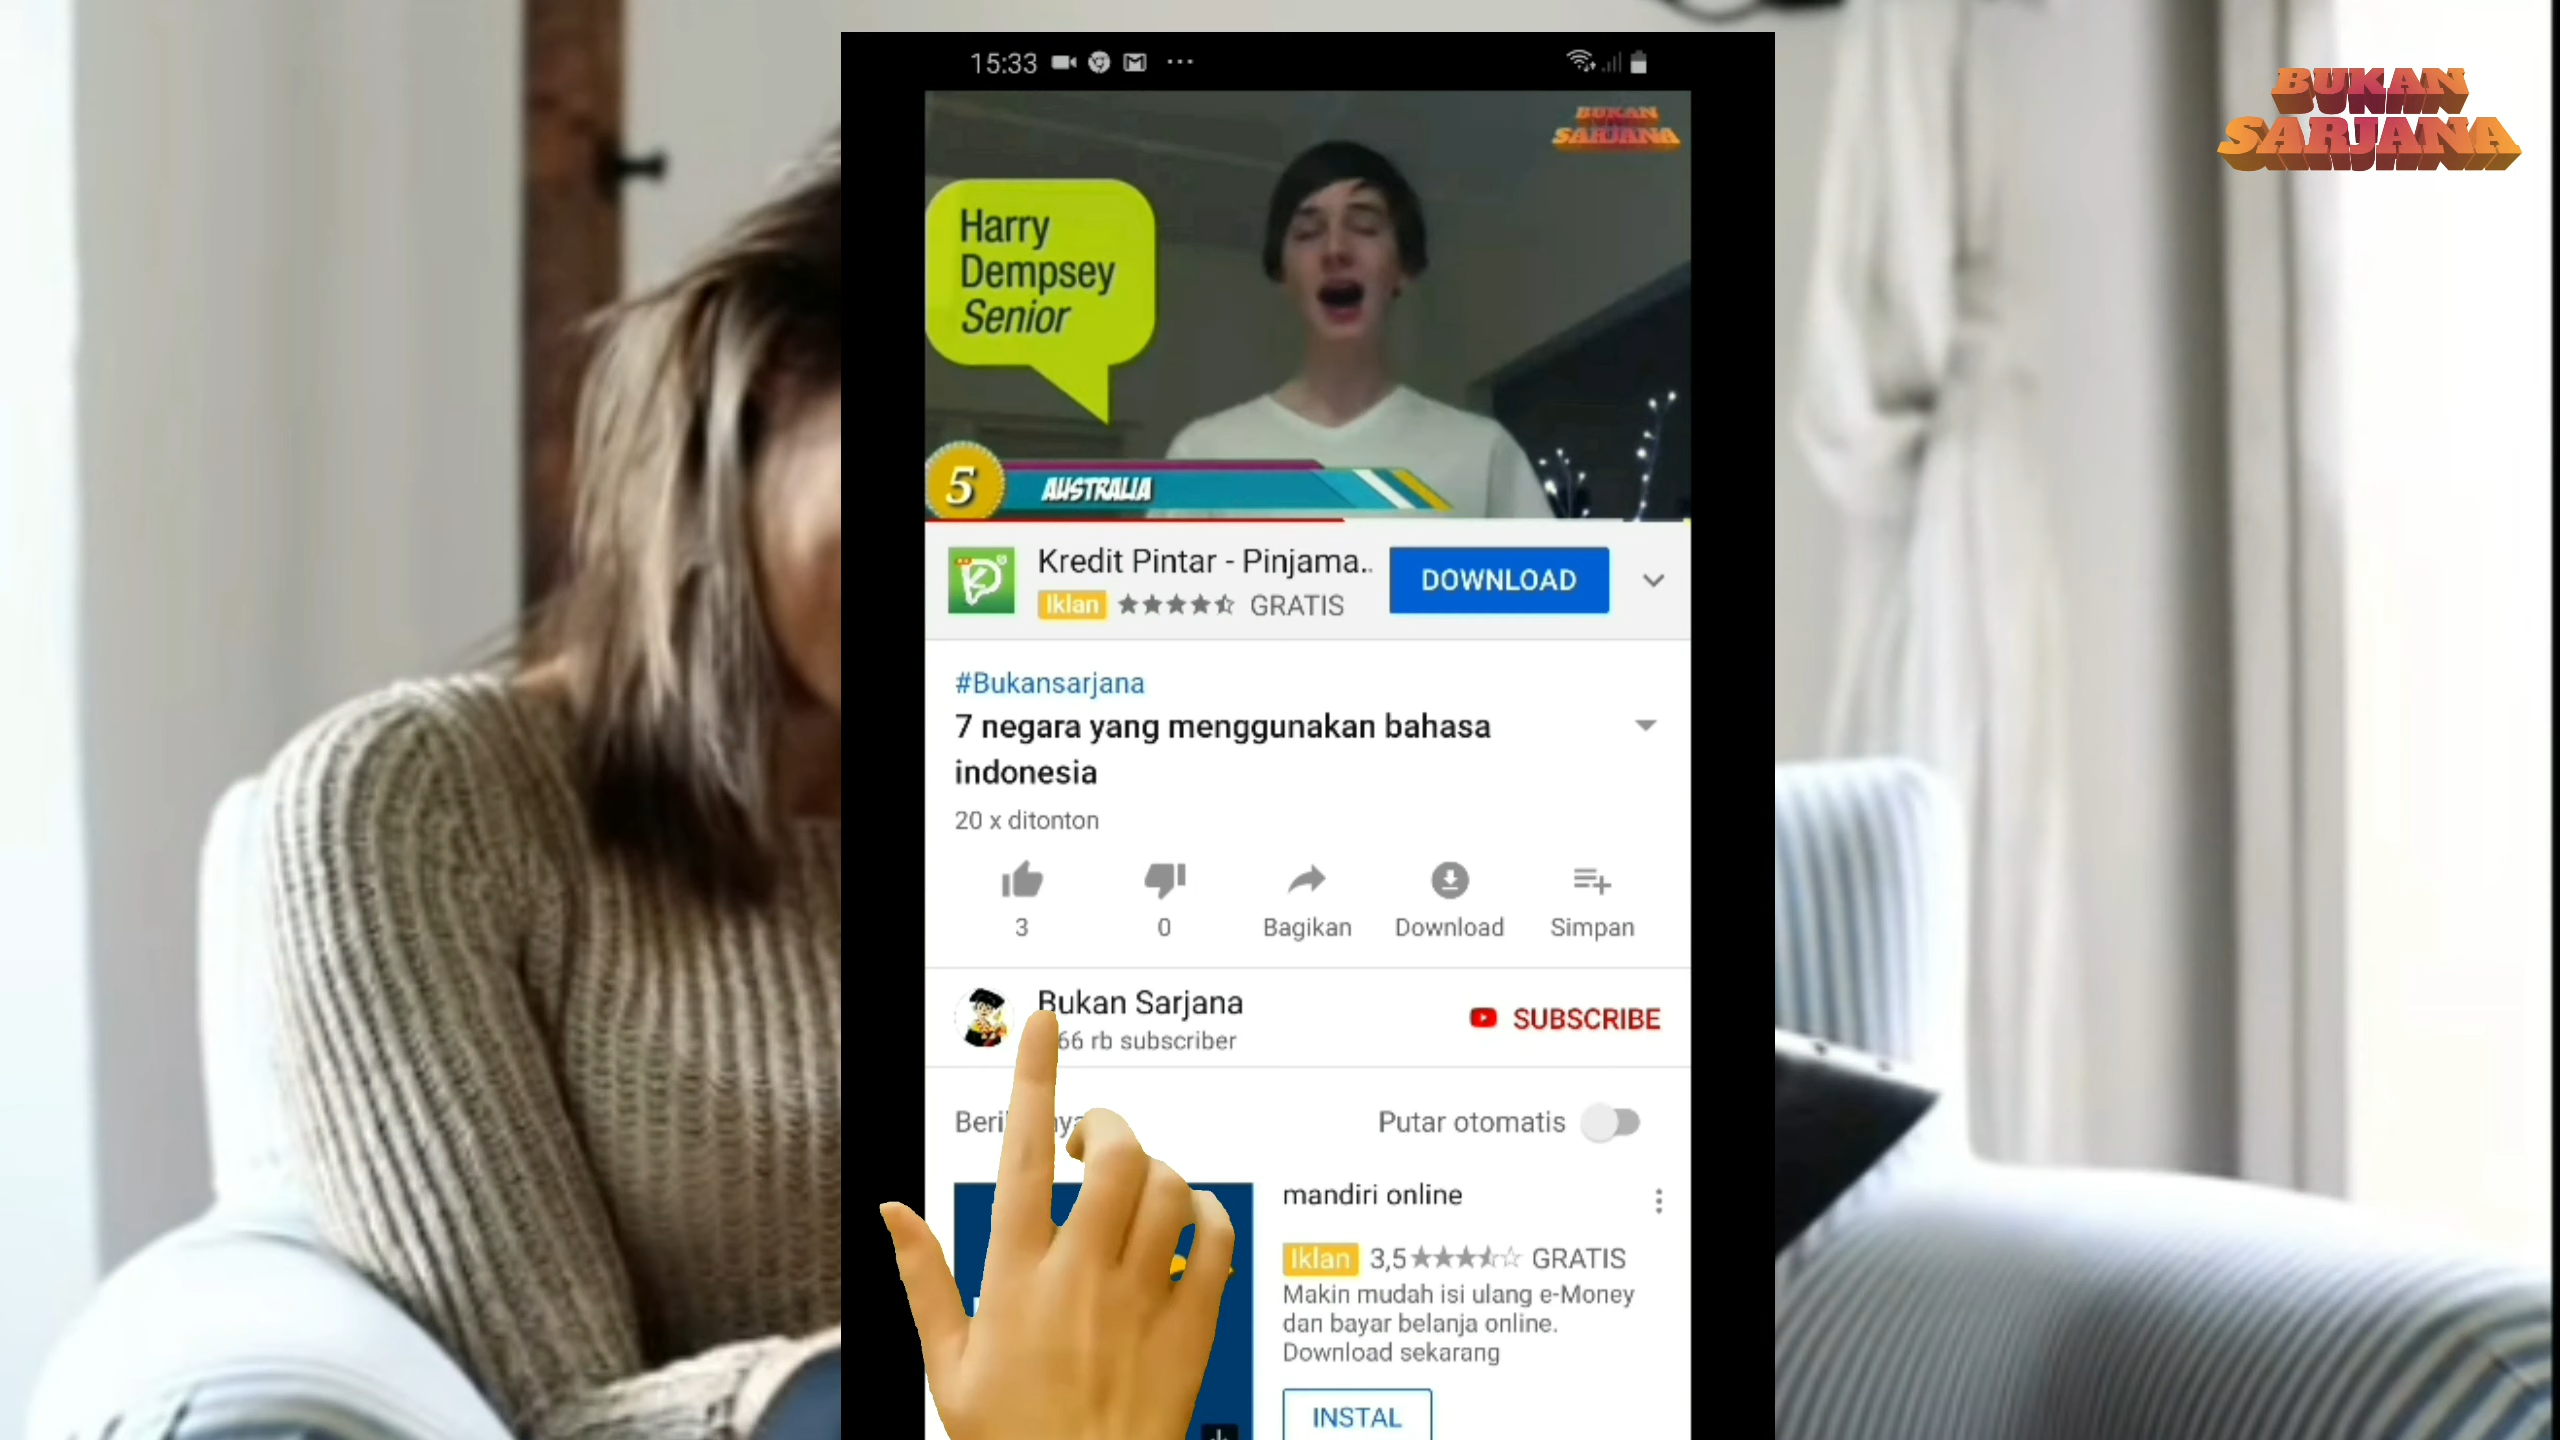 15:33
BUKAN
SARJANA
BUKAN
SARJANA
Harry
Dempsey
Senior
5
AUSTRALIA
Kredit Pintar - Pinjama..
DOWNLOAD
Iklan
GRATIS
#Bukansarjana
7 negara yang menggunakan bahasa
indonesia
20 x ditonton
3
0
Bagikan
Download
Simpan
Bukan Sarjana
66 rb subscriber
SUBSCRIBE
Putar otomatis
mandiri online
Iklan 3,5 GRATIS
Makin mudah isi ulang e-Money
dan bayar belanja online.
Download sekarang
INSTAL